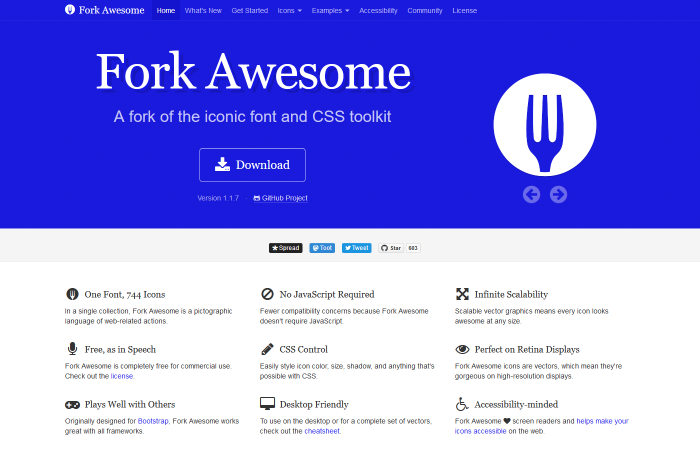 Fork Awesome Home What's New Get Started Icons Examples Accessibility Community License
Fork Awesome
A fork of the iconic font and CSS toolkit
Download
Version 1.1.7 · GitHub Project
Spread Toot Tweet Star 603
One Font, 744 Icons
In a single collection, Fork Awesome is a pictographic
language of web-related actions.
No JavaScript Required
Fewer compatibility concerns because Fork Awesome
doesn't require JavaScript.
Infinite Scalability
Scalable vector graphics means every icon looks
awesome at any size.
Free, as in Speech
Fork Awesome is completely free for commercial use.
Check out the license.
CSS Control
Easily style icon color, size, shadow, and anything that's
possible with CSS.
Perfect on Retina Displays
Fork Awesome icons are vectors, which mean they're
gorgeous on high-resolution displays.
Plays Well with Others
Originally designed for Bootstrap, Fork Awesome works
great with all frameworks.
Desktop Friendly
To use on the desktop or for a complete set of vectors,
check out the cheatsheet.
Accessibility-minded
Fork Awesome ♥ screen readers and helps make your
icons accessible on the web.